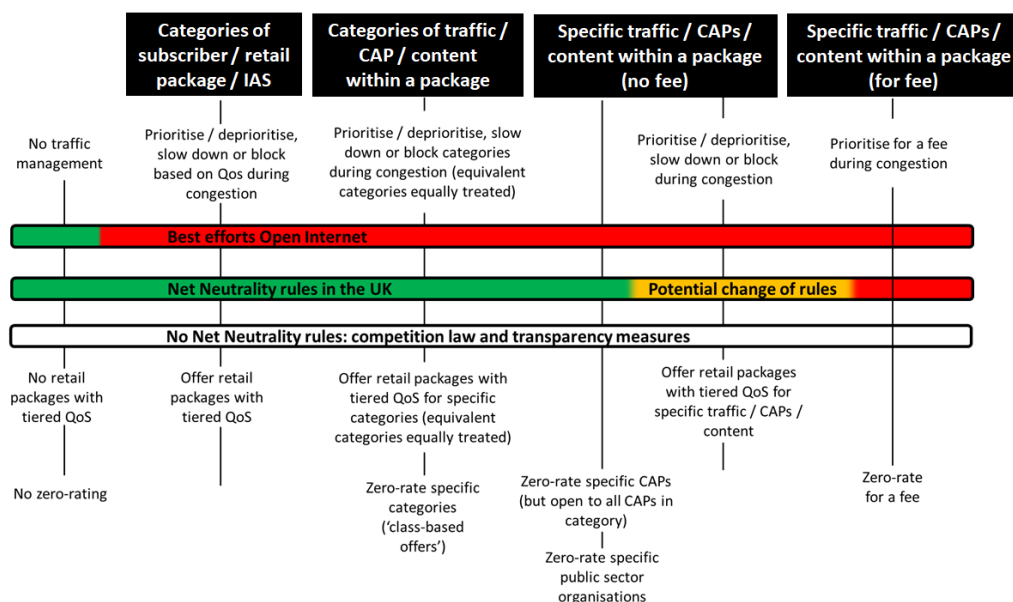 Categories of
subscriber / retail
package / IAS
Categories of traffic /
CAP / content
within a package
Specific traffic / CAPs/
content within a package
(no fee)
Specific traffic / CAPs/
content within a package
(for fee)
No traffic
management
Prioritise / deprioritise,
slow down or block
based on Qos during
congestion
Prioritise / deprioritise, slow
down or block categories
during congestion (equivalent
categories equally treated)
Prioritise / deprioritise,
slow down or block
during congestion
Prioritise for a fee
during congestion
Best efforts Open Internet
Net Neutrality rules in the UK
Potential change of rules
No Net Neutrality rules: competition law and transparency measures
No retail
packages with
tiered QoS
Offer retail
packages with
tiered QoS
Offer retail packages with
tiered QoS for specific
categories (equivalent
categories equally treated)
Offer retail packages
with tiered QoS for
specific traffic / CAPs /
content
No zero-rating
Zero-rate specific
categories
(‘class-based
offers’)
Zero-rate specific CAPs
(but open to all CAPs in
category)
Zero-rate specific
public sector
organisations
Zero-rate
for a fee